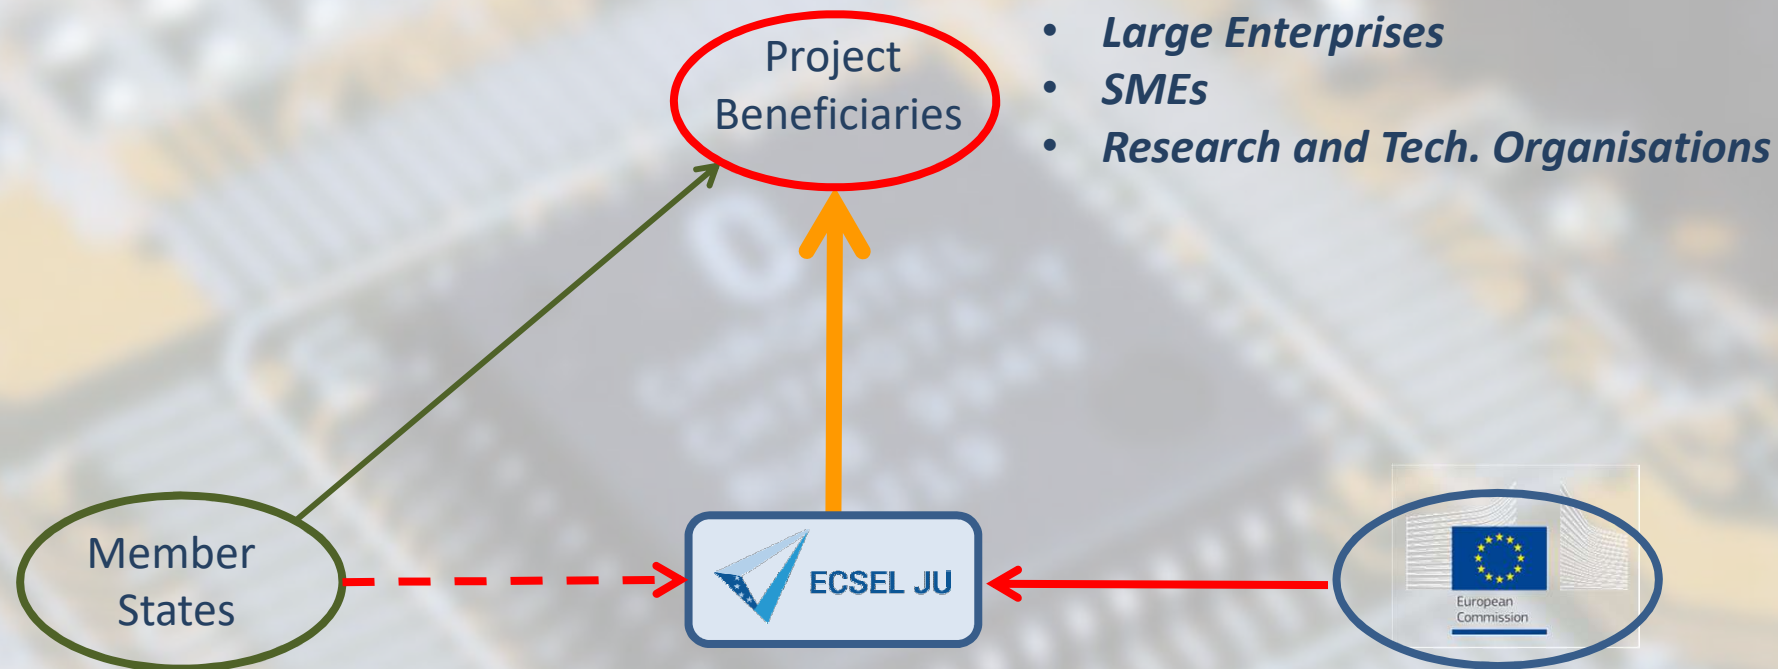 Project
Beneficiaries
• Large Enterprises
• SMEs
• Research and Tech. Organisations
Member
States
ECSEL JU
European
Commission